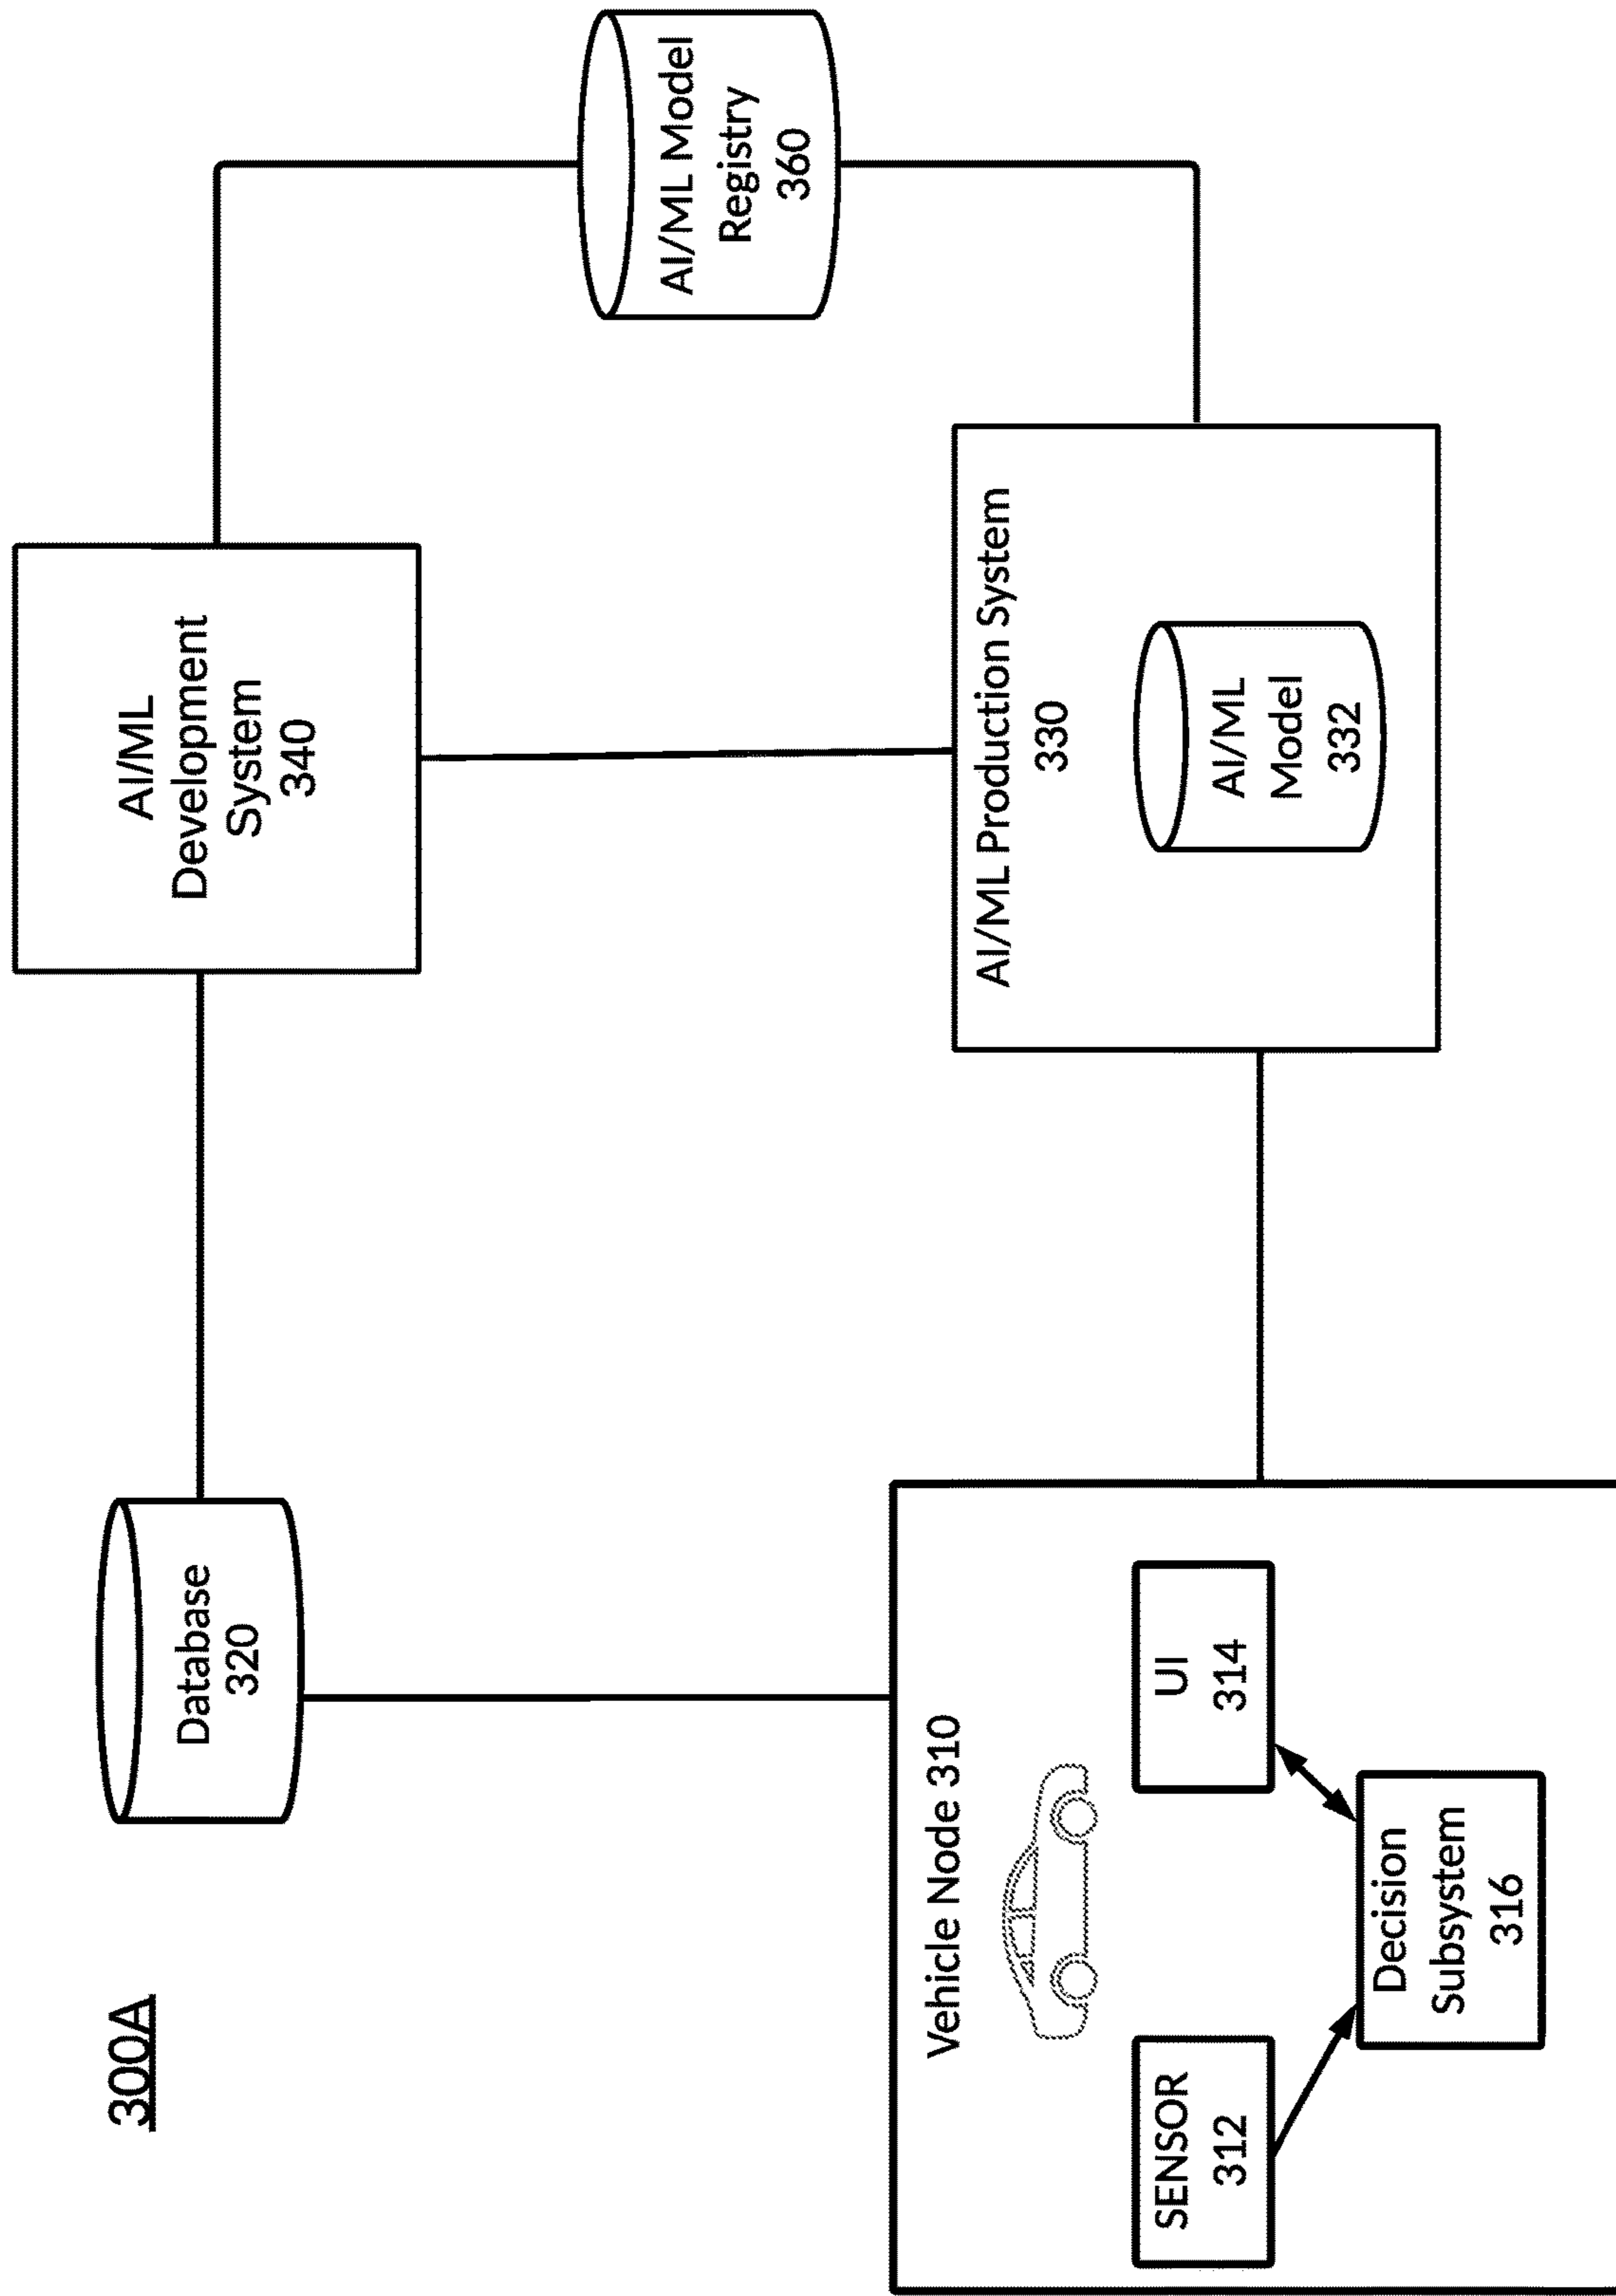 300A
Database
320
AI/ML
Development
System
340
AI/ML Model
Registry
360
Vehicle Node 310
SENSOR
312
UI
314
Decision
Subsystem
316
AI/ML Production System
330
AI/ML
Model
332